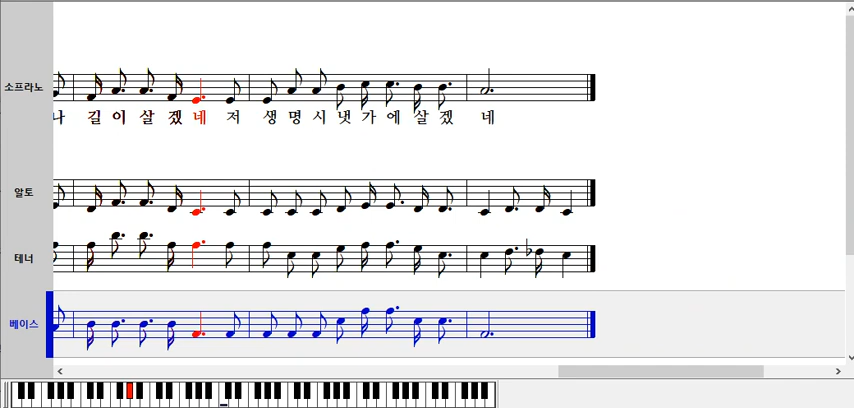 소프라노
나 길 이 살 겠 네 저 생 명 시 냇 가 에 살 겠 네
알토
테너
베이스